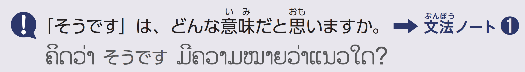 ❗「そうです」は、どんな意味だと思いますか。 ➡ 文法ノート❶
ຄິດວ່າ そうです ມີຄວາມໝາຍວ່າແນວໃດ?